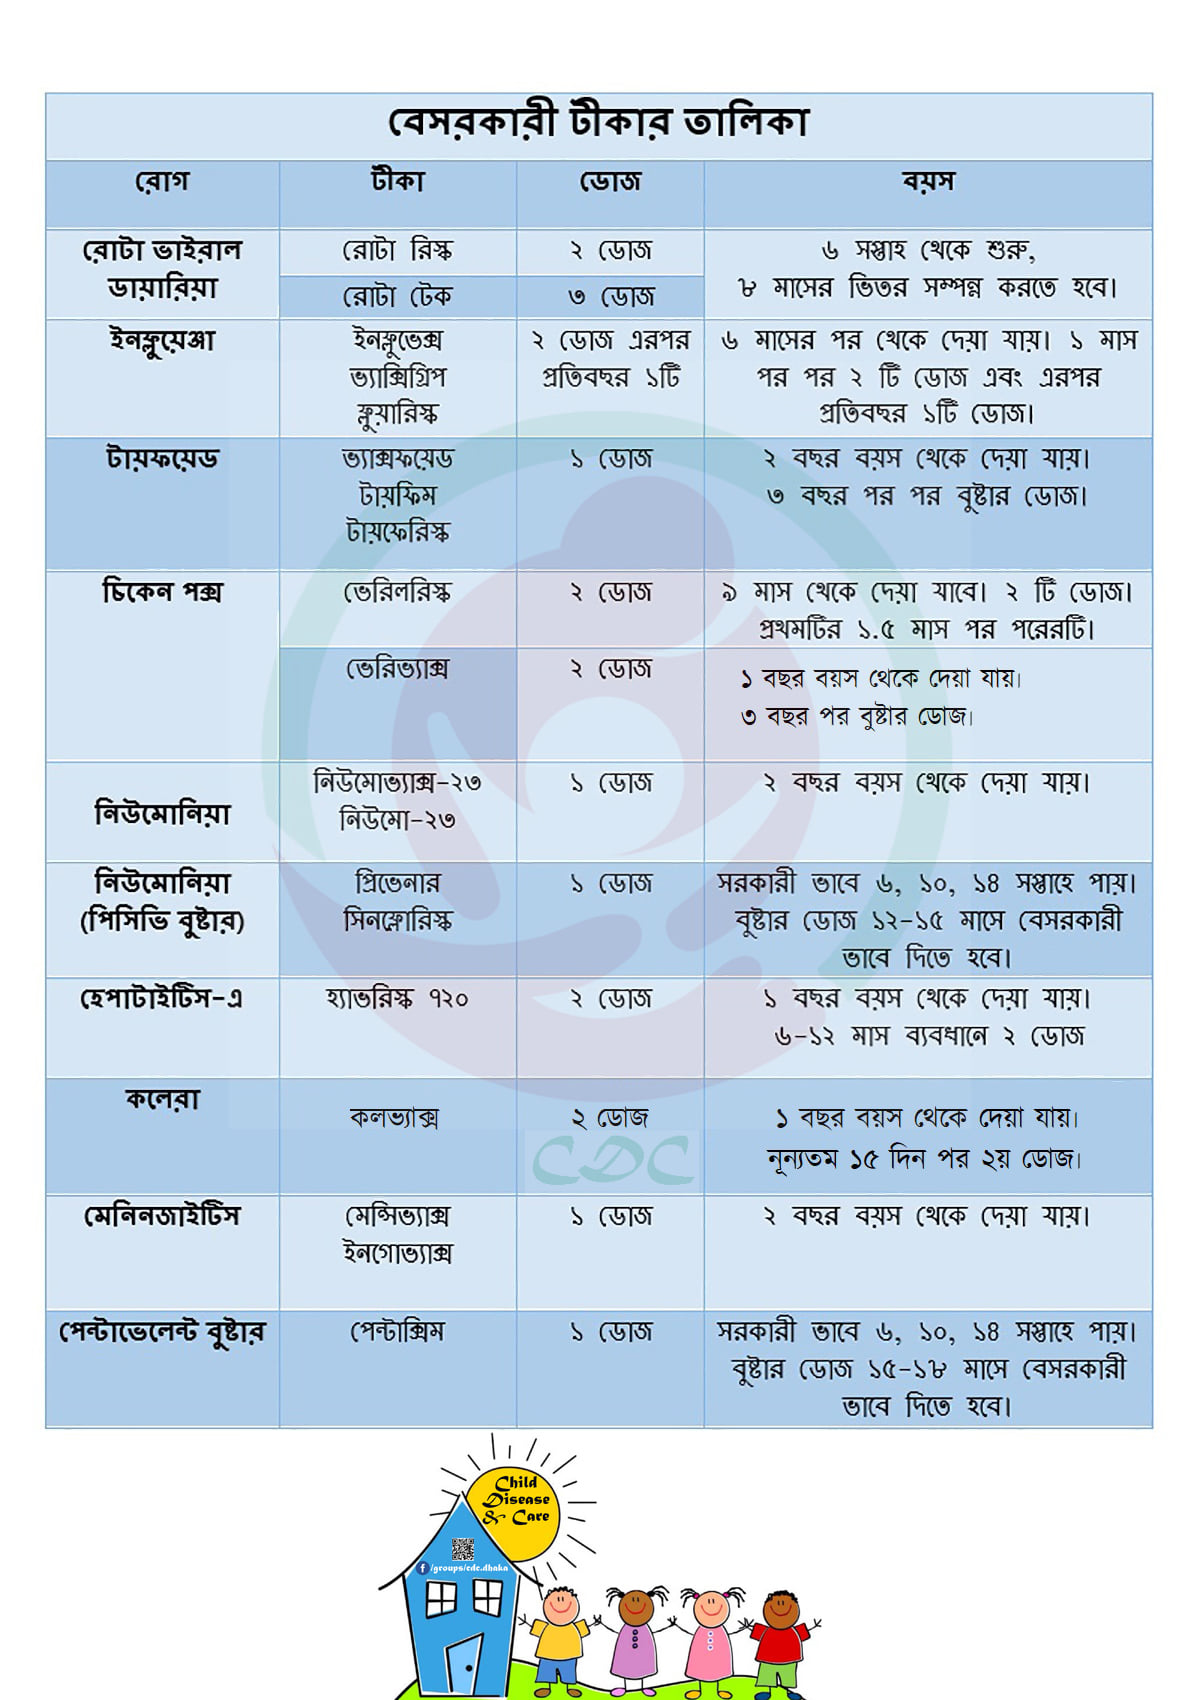 বেসরকারী টীকার তালিকা
রোগ টীকা ডোজ বয়স
রোটা ভাইরাল
ডায়ারিয়া
রোটা রিস্ক ২ ডোজ
রোটা টেক ৩ ডোজ
৬ সপ্তাহ থেকে শুরু,
৮ মাসের ভিতর সম্পন্ন করতে হবে।
ইনফ্লুয়েঞ্জা
ইনফ্লুভেক্স
ভ্যাক্সিগ্রিপ
ফ্লুয়ারিস্ক
২ ডোজ এরপর
প্রতিবছর ১টি
৬ মাসের পর থেকে দেয়া যায়। ১ মাস
পর পর ২ টি ডোজ এবং এরপর
প্রতিবছর ১টি ডোজ।
টায়ফয়েড
ভ্যাক্সফয়েড
টায়ফিম
টায়ফেরিস্ক
১ ডোজ
২ বছর বয়স থেকে দেয়া যায়।
৩ বছর পর পর বুষ্টার ডোজ।
চিকেন পক্স
ভেরিলরিস্ক
২ ডোজ
৯ মাস থেকে দেয়া যাবে। ২ টি ডোজ।
প্রথমটির ১.৫ মাস পর পরেরটি।
ভেরিভ্যাক্স
২ ডোজ
১ বছর বয়স থেকে দেয়া যায়।
৩ বছর পর বুষ্টার ডোজ।
নিউমোনিয়া
নিউমোভ্যাক্স-২৩
নিউমো-২৩
১ ডোজ
২ বছর বয়স থেকে দেয়া যায়।
নিউমোনিয়া
(পিসিভি বুষ্টার)
প্রিভেনার
সিনফ্লোরিস্ক
১ ডোজ
সরকারী ভাবে ৬, ১০, ১৪ সপ্তাহে পায়।
বুষ্টার ডোজ ১২-১৫ মাসে বেসরকারী
ভাবে দিতে হবে।
হেপাটাইটিস-এ
হ্যাভরিস্ক ৭২০
২ ডোজ
১ বছর বয়স থেকে দেয়া যায়।
৬-১২ মাস ব্যবধানে ২ ডোজ
কলেরা
কলভ্যাক্স
২ ডোজ
১ বছর বয়স থেকে দেয়া যায়।
নূন্যতম ১৫ দিন পর ২য় ডোজ।
CDC
মেনিনজাইটিস
মেন্সিভ্যাক্স
ইনগোভ্যাক্স
১ ডোজ
২ বছর বয়স থেকে দেয়া যায়।
পেন্টাভেলেন্ট বুষ্টার
পেন্টাক্সিম
১ ডোজ
সরকারী ভাবে ৬, ১০, ১৪ সপ্তাহে পায়।
বুষ্টার ডোজ ১৫-১৮ মাসে বেসরকারী
ভাবে দিতে হবে।
Child
Disease
& Care
f /groups/cdc.dhaka